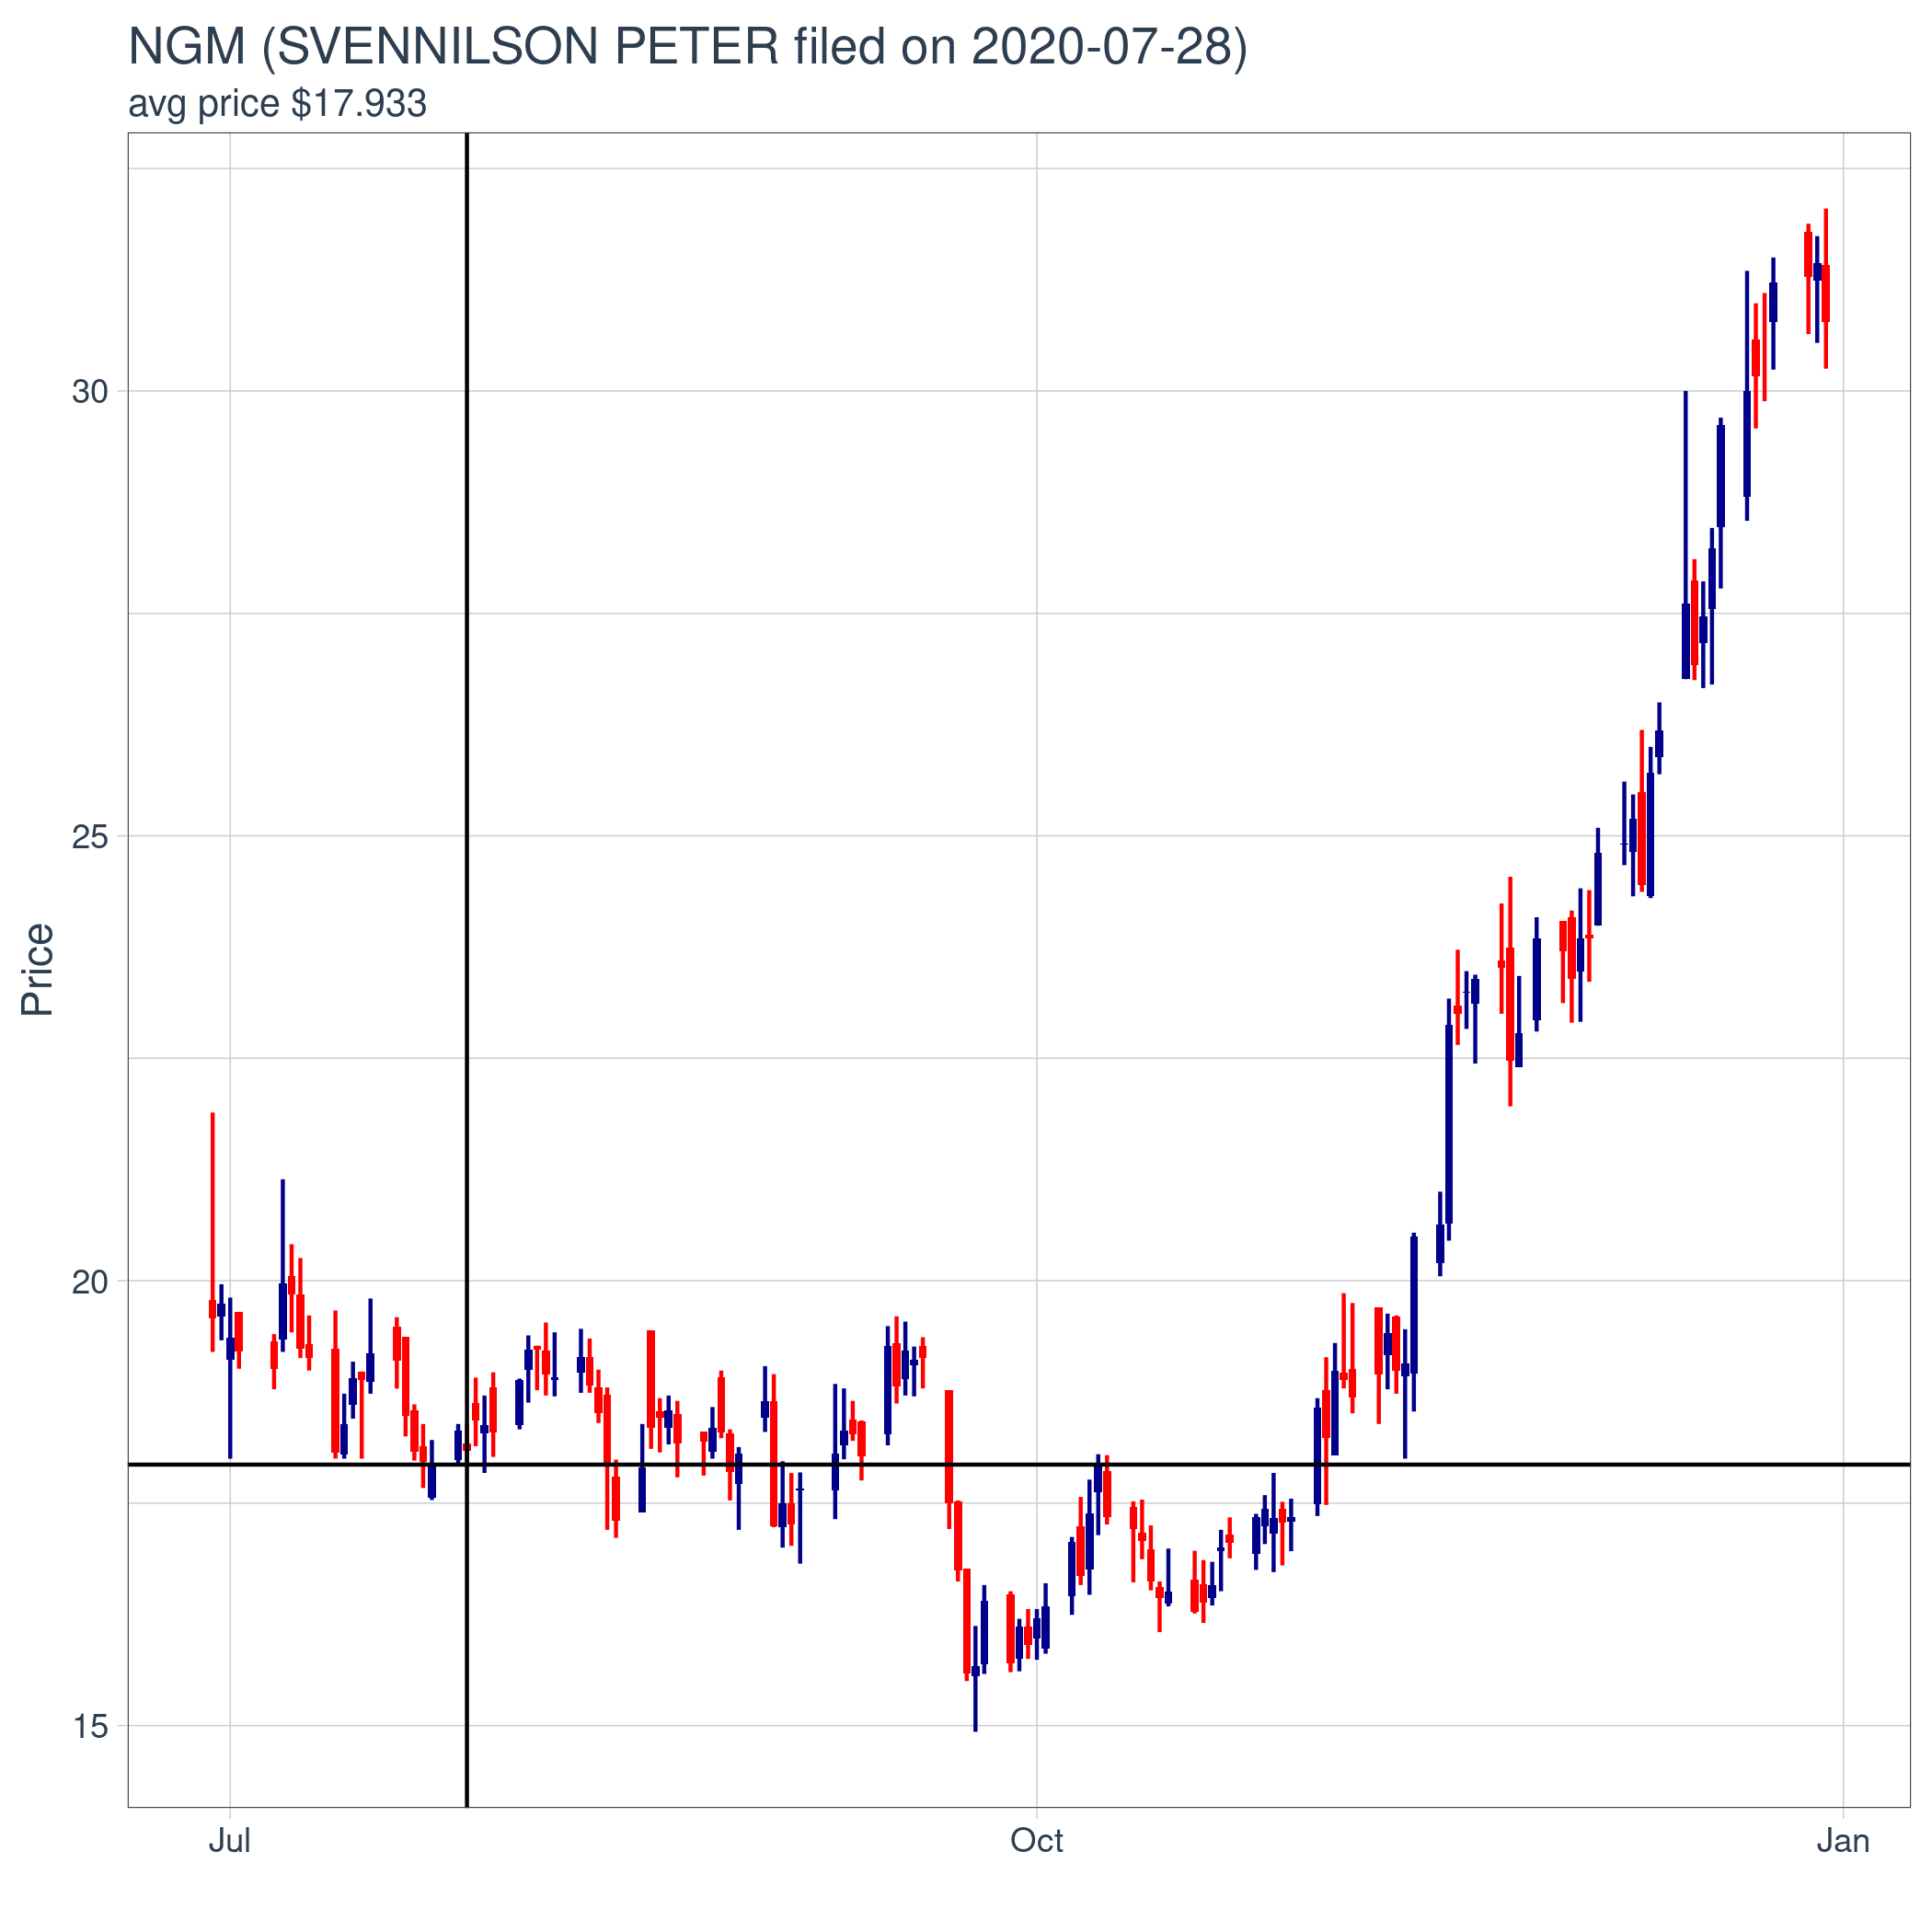 NGM (SVENNILSON PETER filed on 2020-07-28)
avg price $17.933
Price
30
25
20
15
Jul
Oct
Jan